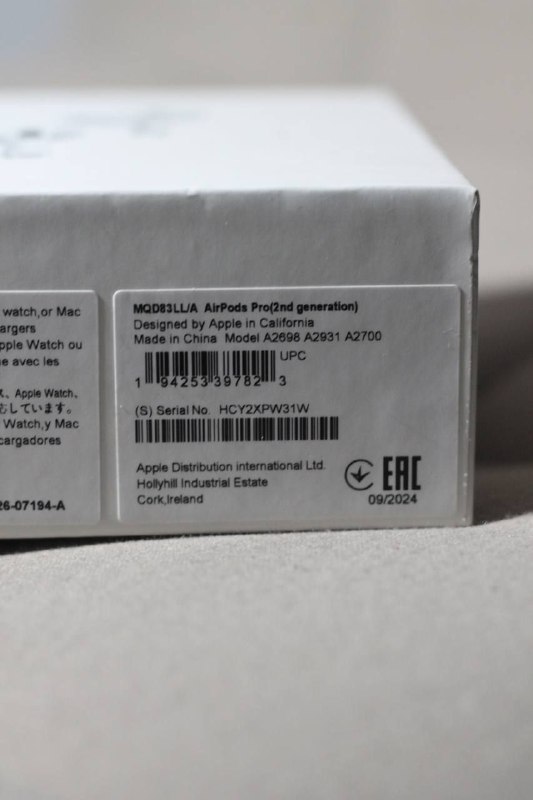 watch,or Mac
argers
pple Watch ou
e avec les
ス、Apple Watch、
応しています。
Watch,y Mac
cargadores
26-07194-A
MQD83LL/A AirPods Pro(2nd generation)
Designed by Apple in California
Made in China Model A2698 A2931 A2700
UPC
1 94253 39782 3
(S) Serial No. HCY2XPW31W
Apple Distribution international Ltd.
Hollyhill Industrial Estate
Cork,Ireland
EAC
09/2024